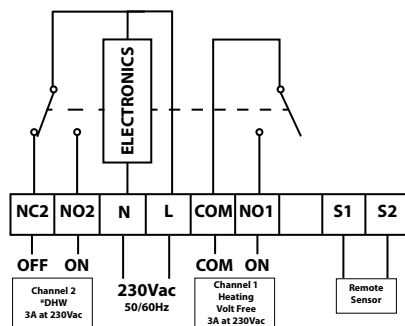 ELECTRONICS
NC2 NO2 N L COM NO1 S1 S2
OFF ON 230Vac COM ON
50/60Hz
Channel 2
*DHW
3A at 230Vac
Channel 1
Heating
Volt Free
3A at 230Vac
Remote
Sensor